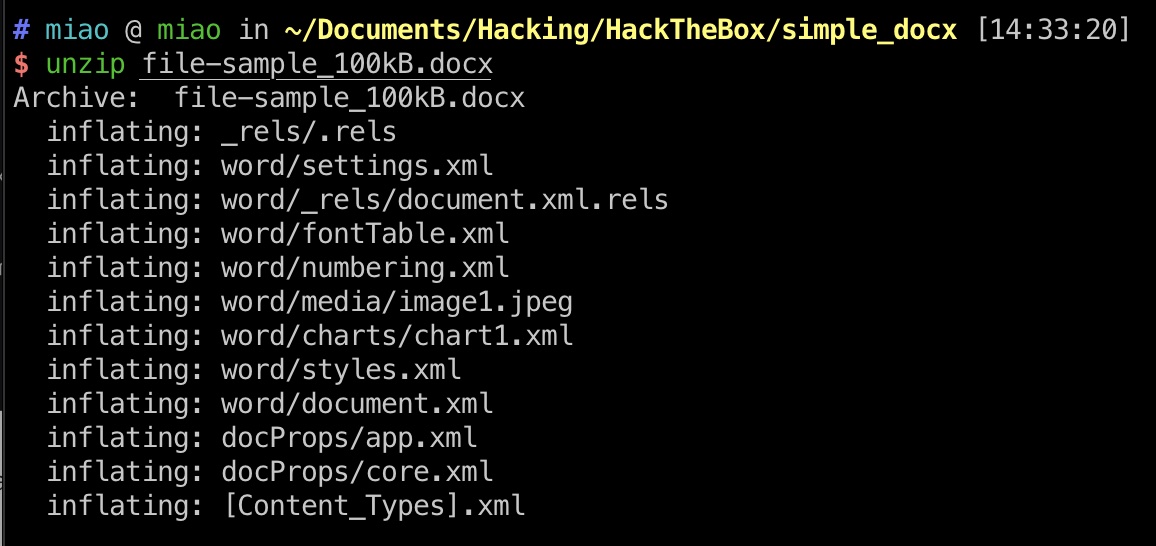 # miao @ miao in ~/Documents/Hacking/HackTheBox/simple_docx [14:33:20]
$ unzip file-sample_100kB.docx
Archive:  file-sample_100kB.docx
  inflating: _rels/.rels
  inflating: word/settings.xml
  inflating: word/_rels/document.xml.rels
  inflating: word/fontTable.xml
  inflating: word/numbering.xml
  inflating: word/media/image1.jpeg
  inflating: word/charts/chart1.xml
  inflating: word/styles.xml
  inflating: word/document.xml
  inflating: docProps/app.xml
  inflating: docProps/core.xml
  inflating: [Content_Types].xml